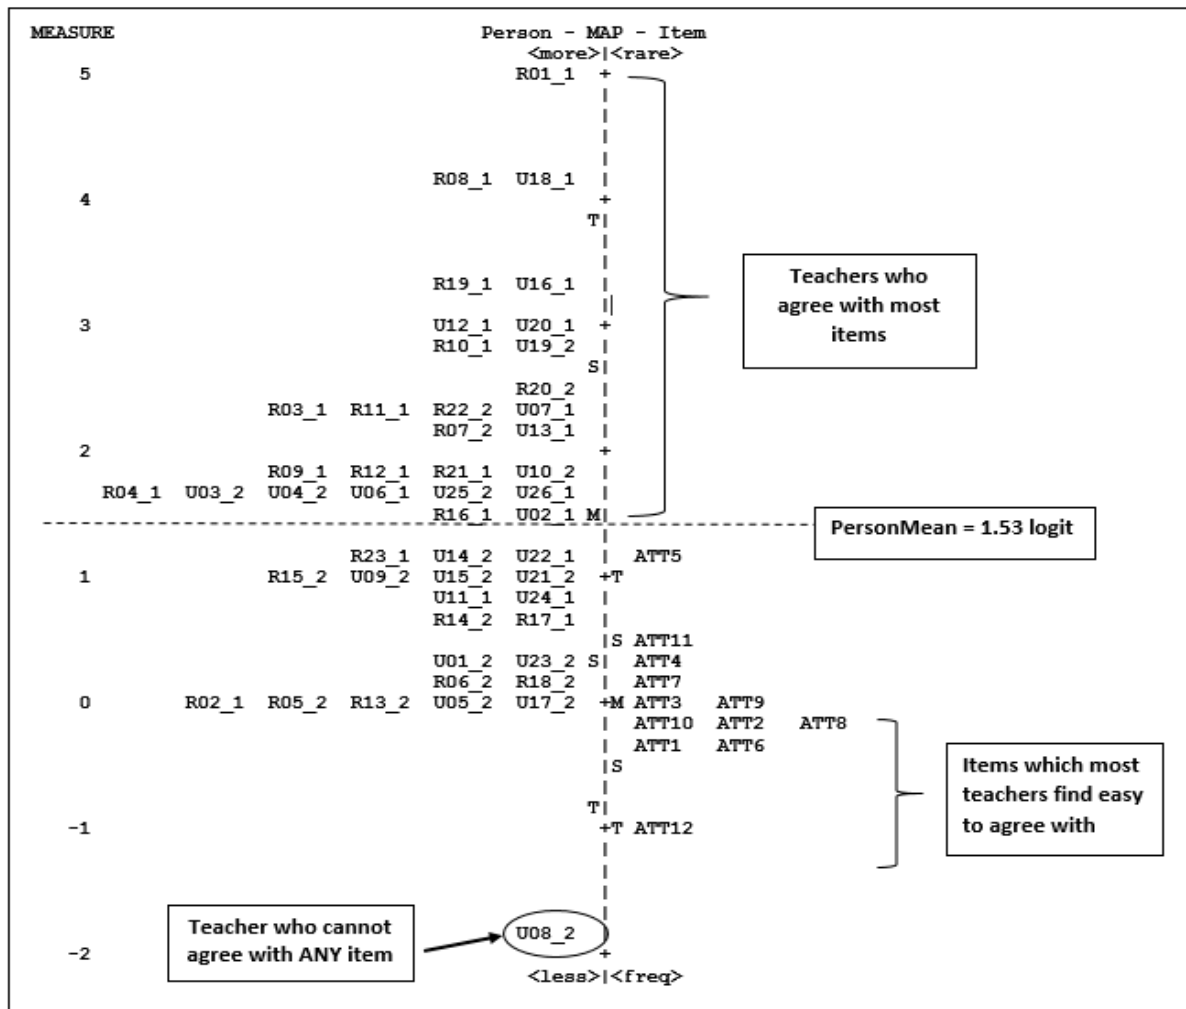 MEASURE Person - MAP - Item
<more>|<rare>
5 R01_1 +
R08_1 U18_1
4 +
T
Teachers who
agree with most
items
R19_1 U16_1
3 U12_1 U20_1 +
R10_1 U19_2
S
R20_2
R03_1 R11_1 R22_2 U07_1
R07_2 U13_1
2 +
R09_1 R12_1 R21_1 U10_2
R04_1 U03_2 U04_2 U06_1 U25_2 U26_1
R16_1 U02_1 M
PersonMean = 1.53 logit
R23_1 U14_2 U22_1 ATT5
1 R15_2 U09_2 U15_2 U21_2 +T
U11_1 U24_1
R14_2 R17_1
S ATT11
U01_2 U23_2 S ATT4
R06_2 R18_2 ATT7
0 R02_1 R05_2 R13_2 U05_2 U17_2 +M ATT3 ATT9
ATT10 ATT2 ATT8
ATT1 ATT6
S
Items which most
teachers find easy
to agree with
T
-1 +T ATT12
Teacher who cannot
agree with ANY item
U08_2
-2 +
<less>|<freq>